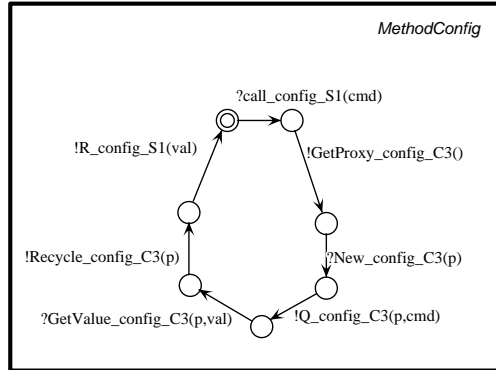 MethodConfig
?call_config_S1(cmd)
!R_config_S1(val)
!GetProxy_config_C3()
!Recycle_config_C3(p)
?New_config_C3(p)
?GetValue_config_C3(p,val)
!Q_config_C3(p,cmd)